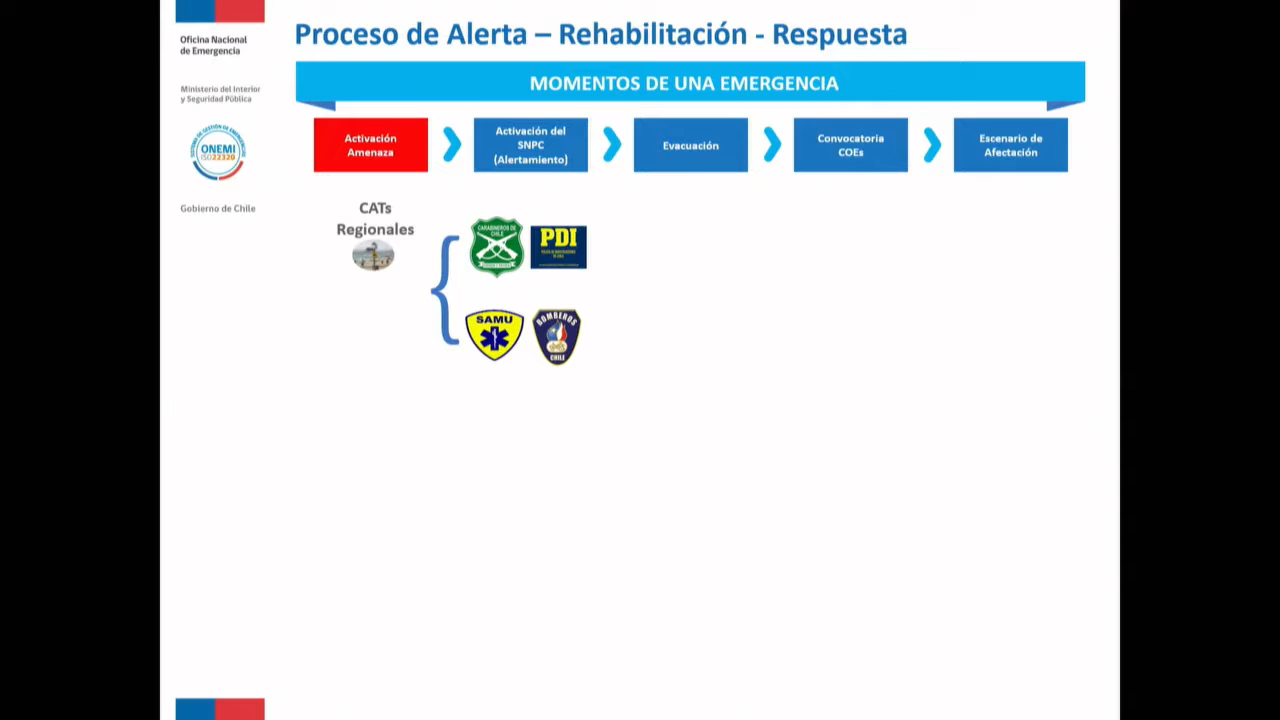 Oficina Nacional
de Emergencia
Ministerio del Interior
y Seguridad Pública
ONEMI
ISO22320
Gobierno de Chile
Proceso de Alerta – Rehabilitación - Respuesta
MOMENTOS DE UNA EMERGENCIA
Activación
Amenaza
Activación del
SNPC
(Alertamiento)
Evacuación
Convocatoria
COEs
Escenario de
Afectación
CATs
Regionales
CARABINEROS DE
CHILE
PDI
SAMU
BOMBEROS
CHILE